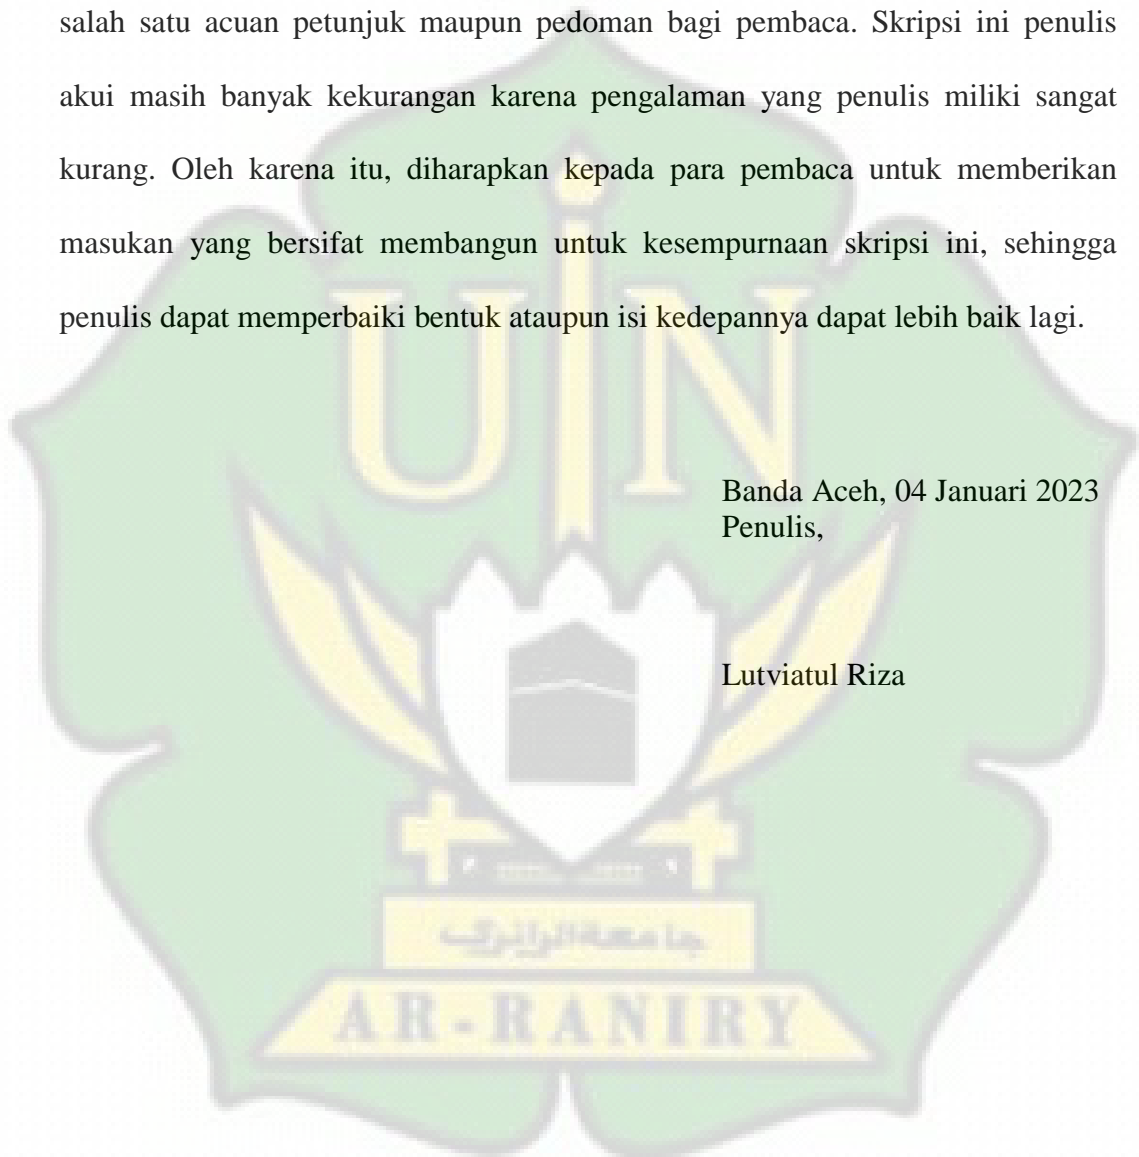 salah satu acuan petunjuk maupun pedoman bagi pembaca. Skripsi ini penulis
akui masih banyak kekurangan karena pengalaman yang penulis miliki sangat
kurang. Oleh karena itu, diharapkan kepada para pembaca untuk memberikan
masukan yang bersifat membangun untuk kesempurnaan skripsi ini, sehingga
penulis dapat memperbaiki bentuk ataupun isi kedepannya dapat lebih baik lagi.
UIN
Banda Aceh, 04 Januari 2023
Penulis,
Lutviatul Riza
جامعة الرانري
AR-RANIRY